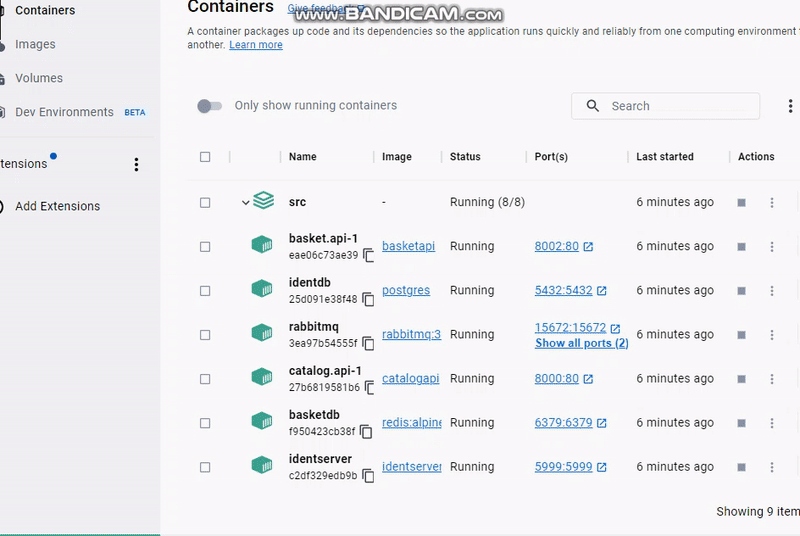 Containers
Images
Volumes
Dev Environments BETA
tensions
Add Extensions
Containers
Give feedback
www.BANDICAM.com
A container packages up code and its dependencies so the application runs quickly and reliably from one computing environment
another. Learn more
Only show running containers
Search
Name Image Status Port(s) Last started Actions
src - Running (8/8) 6 minutes ago
basket.api-1
eae06c73ae39
basketapi Running 8002:80 6 minutes ago
identdb
25d091e38f48
postgres Running 5432:5432 6 minutes ago
rabbitmq
3ea97b54555f
rabbitmq:3 Running 15672:15672 6 minutes ago
Show all ports (2)
catalog.api-1
27b6819581b6
catalogapi Running 8000:80 6 minutes ago
basketdb
f950423cb38f
redis:alpine Running 6379:6379 6 minutes ago
identserver
c2df329edb9b
identserver Running 5999:5999 6 minutes ago
Showing 9 item